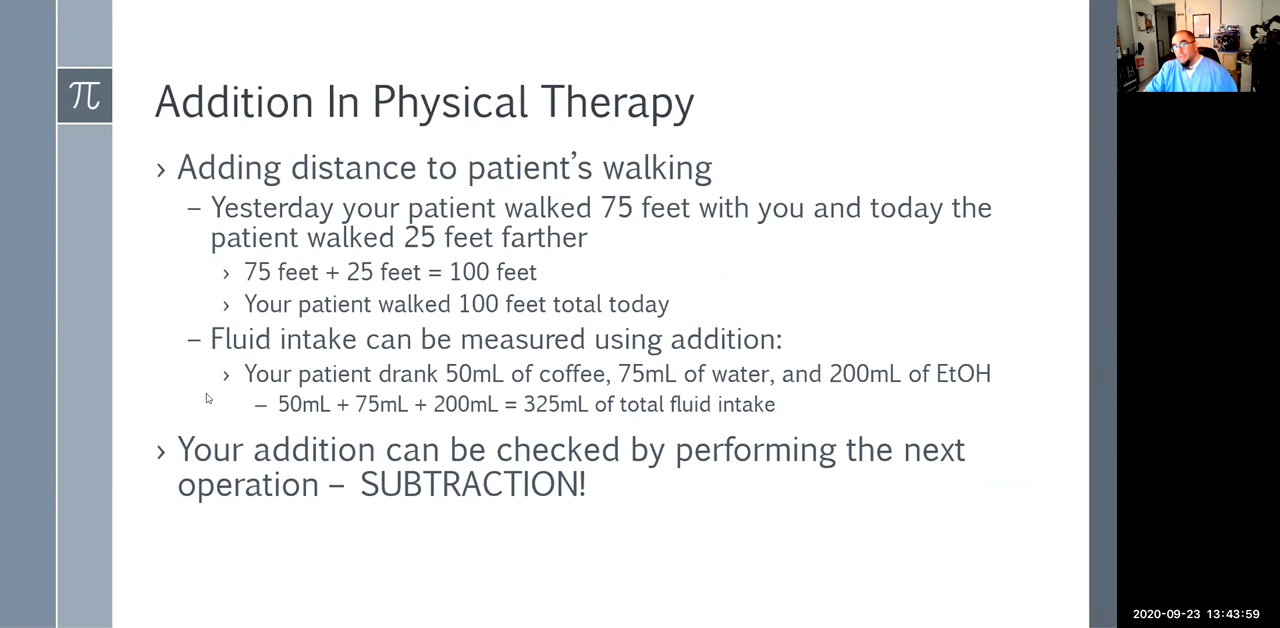 π
Addition In Physical Therapy
› Adding distance to patient’s walking
– Yesterday your patient walked 75 feet with you and today the
patient walked 25 feet farther
› 75 feet + 25 feet = 100 feet
› Your patient walked 100 feet total today
– Fluid intake can be measured using addition:
› Your patient drank 50mL of coffee, 75mL of water, and 200mL of EtOH
– 50mL + 75mL + 200mL = 325mL of total fluid intake
› Your addition can be checked by performing the next
operation – SUBTRACTION!
2020-09-23 13:43:59